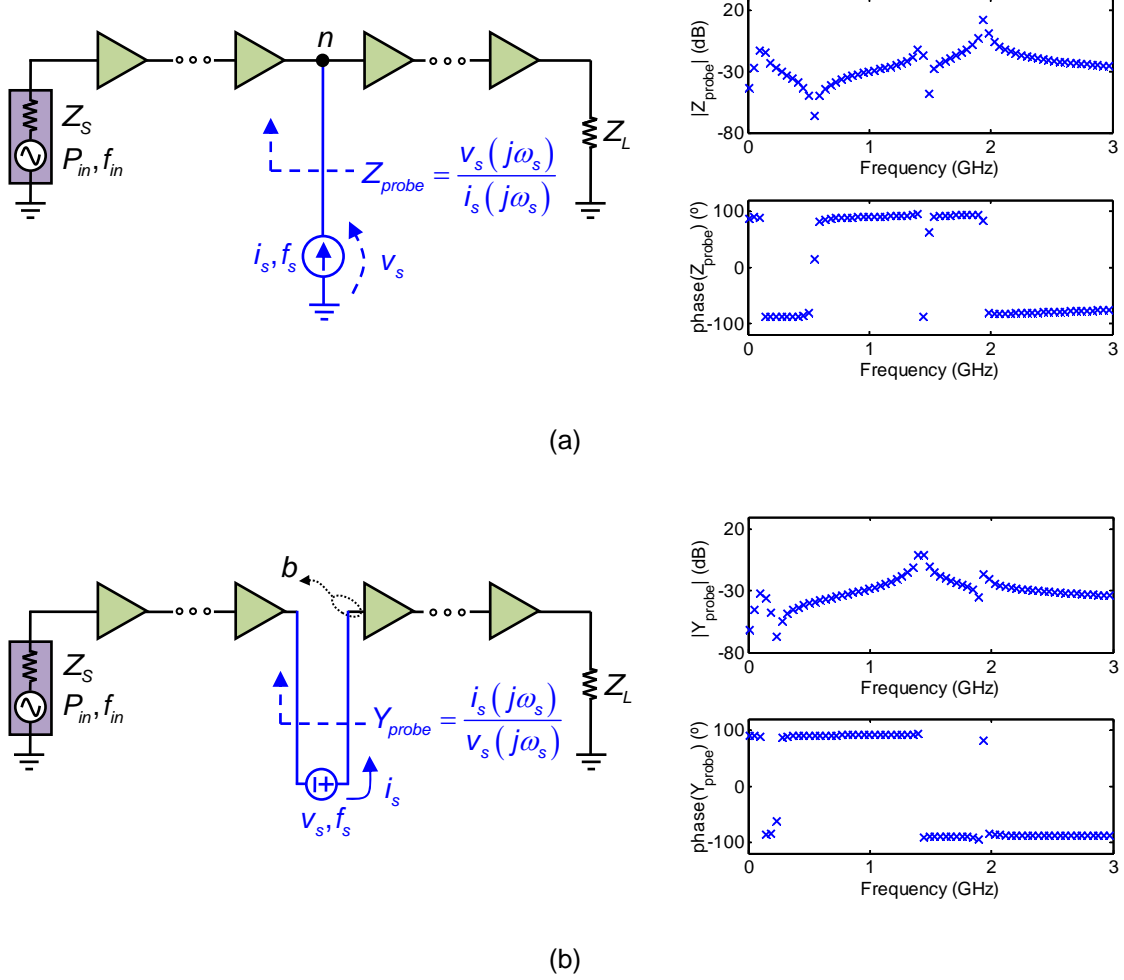 n
Z_S
P_in, f_in
Z_L
Z_probe = v_s(jω_s) / i_s(jω_s)
i_s, f_s
v_s
20
-30
-80
|Z_probe| (dB)
0 1 2 3
Frequency (GHz)
100
0
-100
phase(Z_probe) (º)
0 1 2 3
Frequency (GHz)
(a)
b
Z_S
P_in, f_in
Z_L
Y_probe = i_s(jω_s) / v_s(jω_s)
i_s
v_s, f_s
20
-30
-80
|Y_probe| (dB)
0 1 2 3
Frequency (GHz)
100
0
-100
phase(Y_probe) (º)
0 1 2 3
Frequency (GHz)
(b)